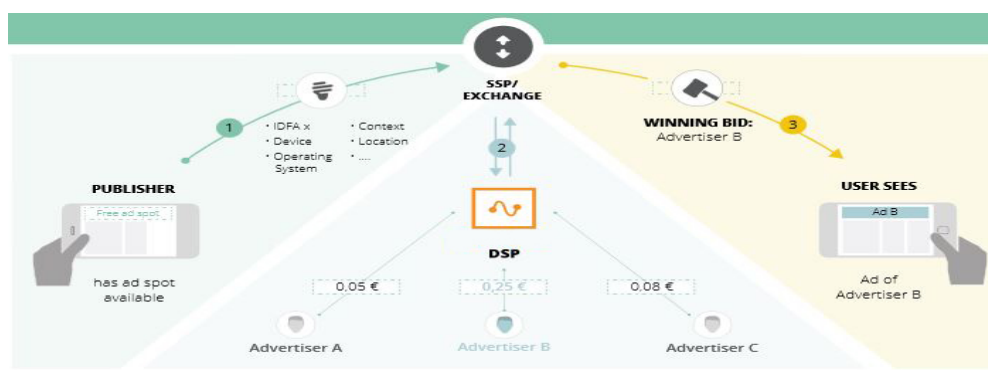 SSP/
EXCHANGE
1
• IDFA x
• Device
• Operating
System
• Context
• Location
• ....
PUBLISHER
Free ad spot
has ad spot
available
2
DSP
0,05 €
0,25 €
0,08 €
Advertiser A
Advertiser B
Advertiser C
WINNING BID:
Advertiser B
3
USER SEES
Ad B
Ad of
Advertiser B